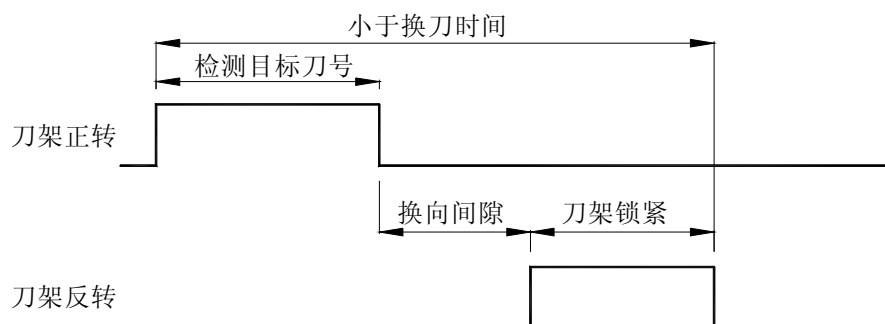 小于换刀时间
检测目标刀号
刀架正转
换向间隙
刀架锁紧
刀架反转